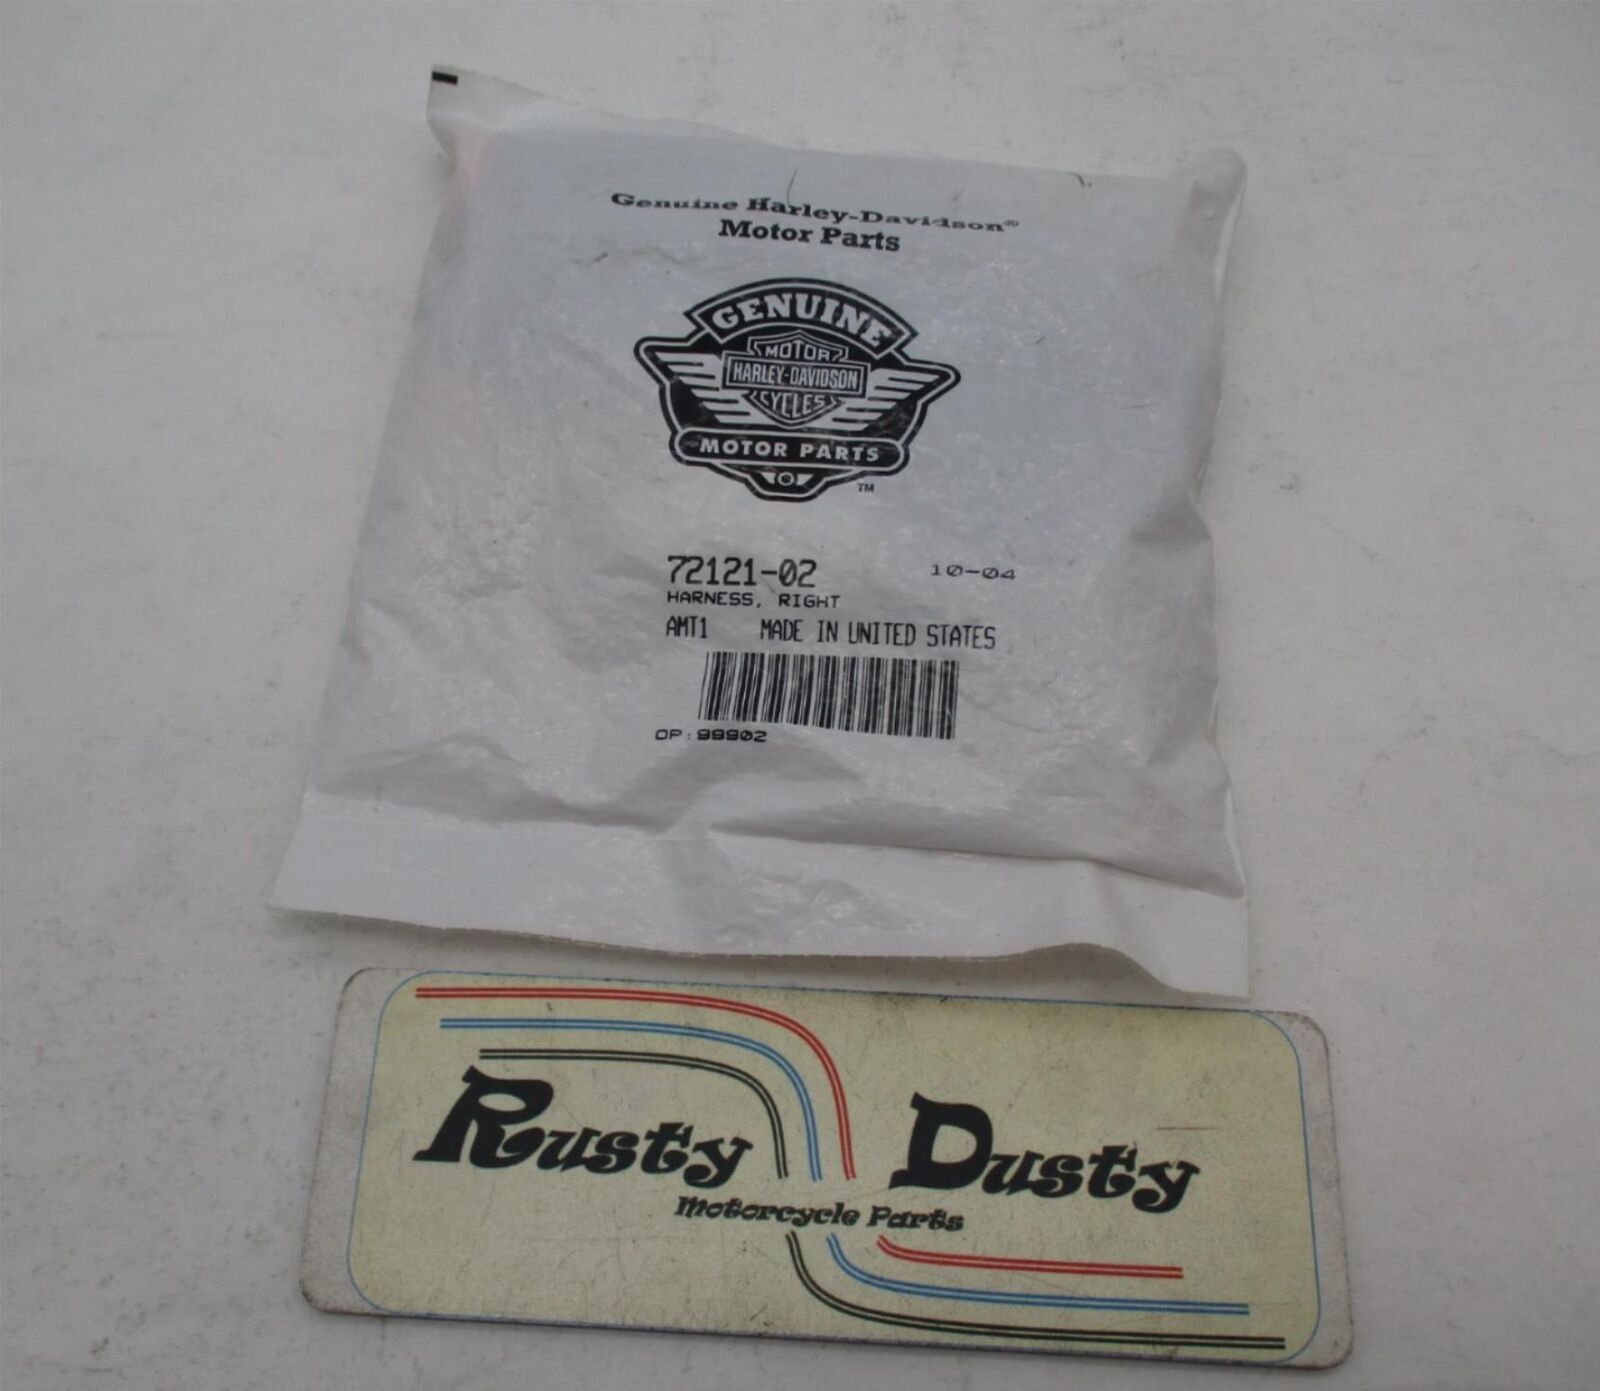 Genuine Harley-Davidson®
Motor Parts
GENUINE
MOTOR
HARLEY-DAVIDSON
CYCLES
MOTOR PARTS
TM
72121-02 10-04
HARNESS, RIGHT
AMT1 MADE IN UNITED STATES
OP: 99902
Rusty Dusty
Motorcycle Parts